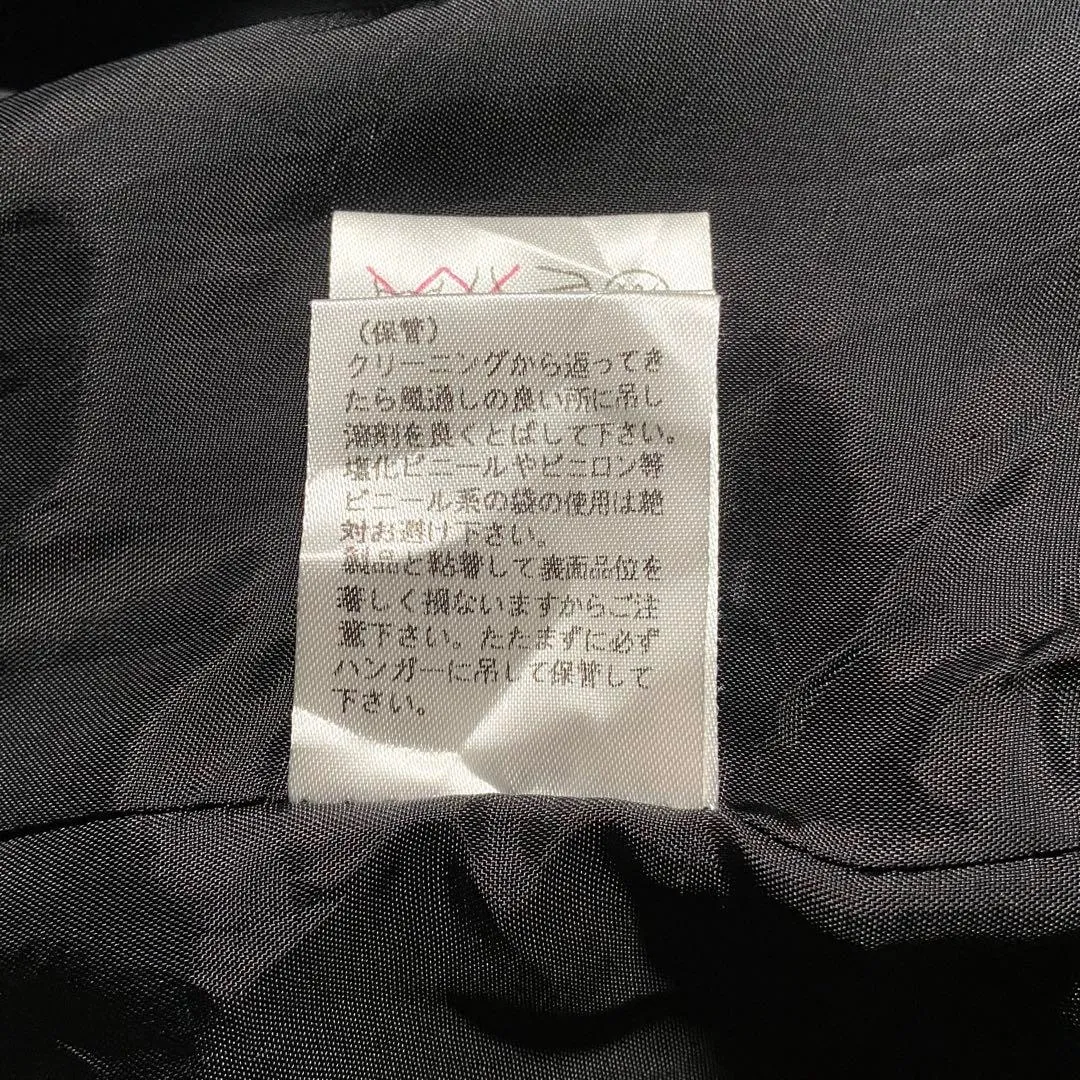 （保管）
クリーニングから返ってき
たら風通しの良い所に吊し
溶剤を良くとばして下さい。
塩化ビニールやビニロン等
ビニール系の袋の使用は絶
対お避け下さい。
製品と粘着して表面品位を
著しく損ないますからご注
意下さい。たたまずに必ず
ハンガーに吊して保管して
下さい。